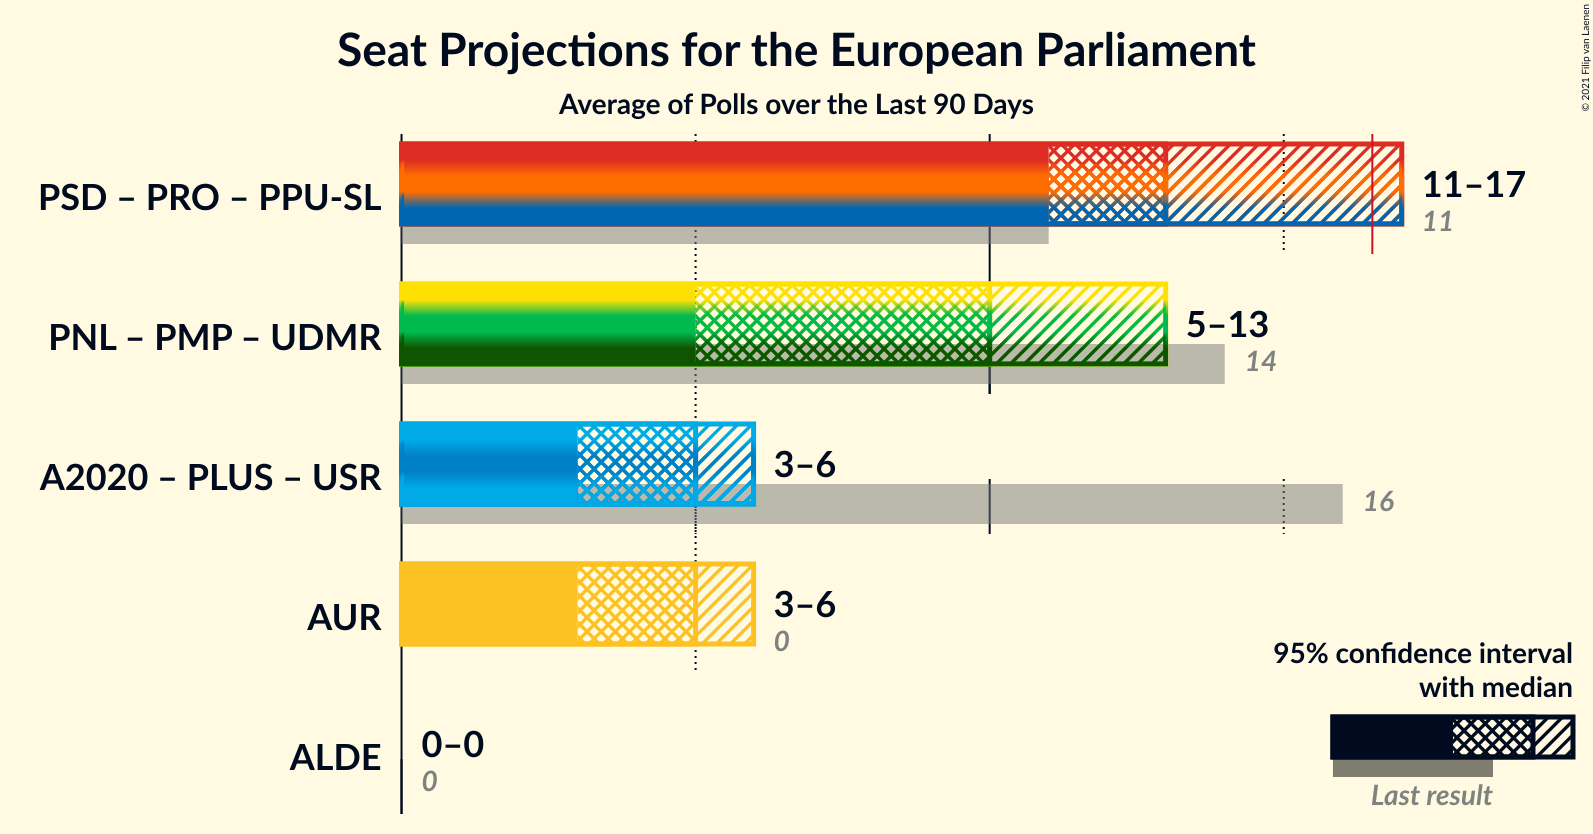 Seat Projections for the European Parliament
Average of Polls over the Last 90 Days
© 2021 Filip van Laenen
PSD – PRO – PPU-SL
11–17
11
PNL – PMP – UDMR
5–13
14
A2020 – PLUS – USR
3–6
16
AUR
3–6
0
ALDE
0–0
0
95% confidence interval
with median
Last result